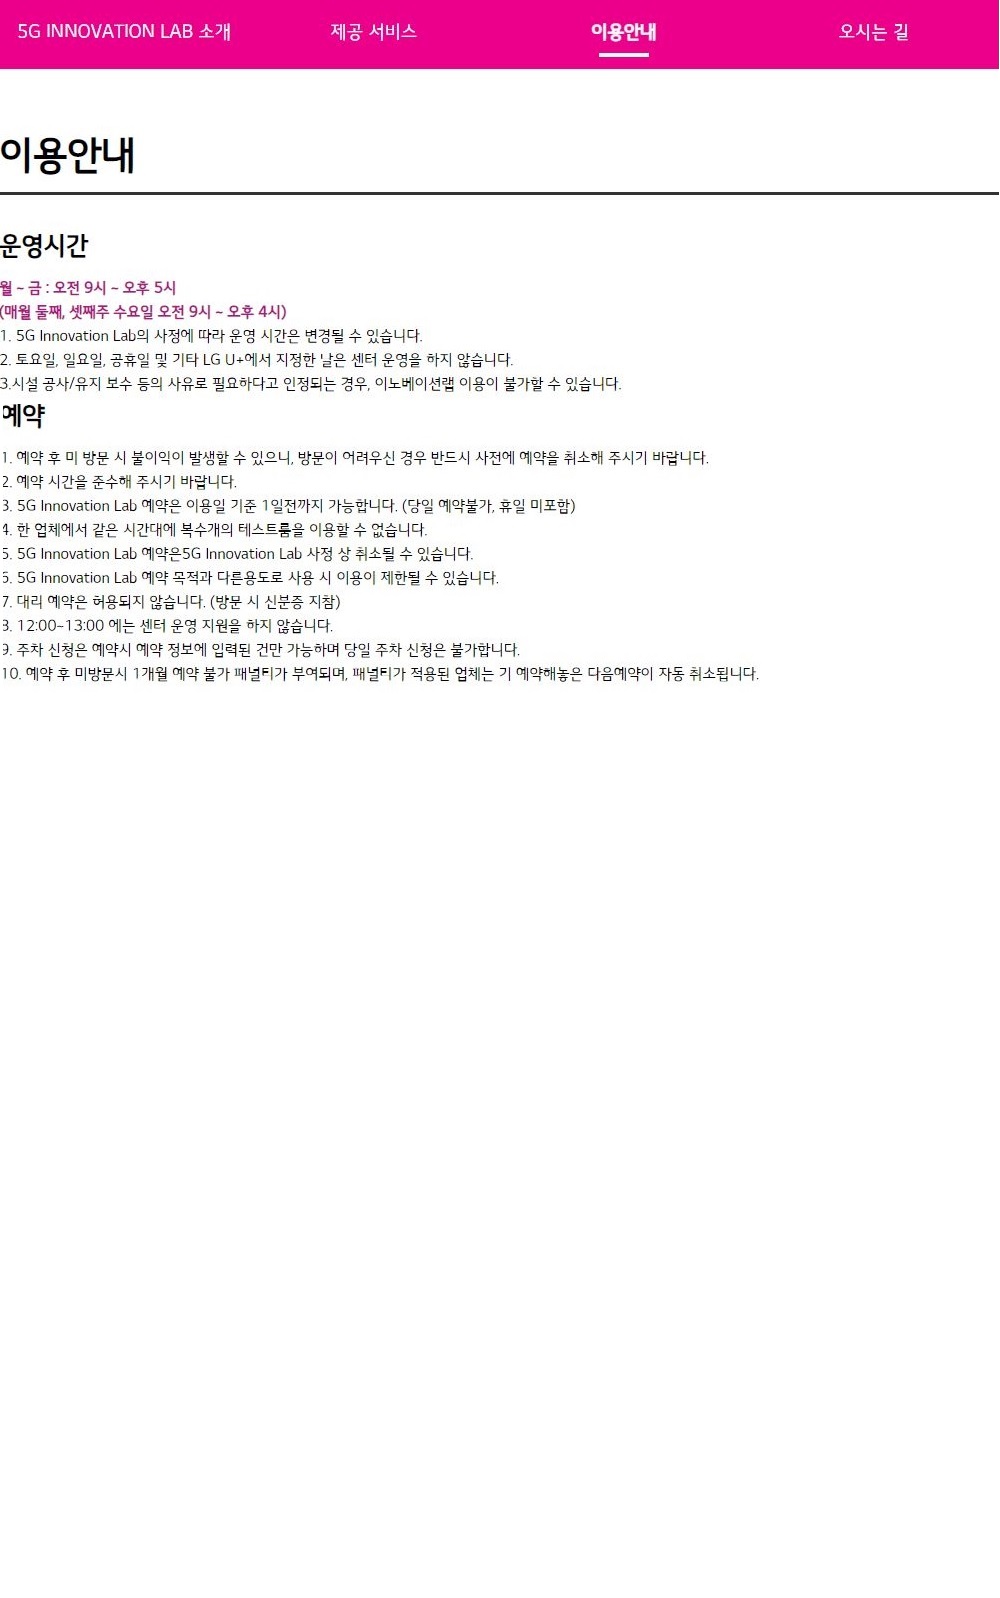 5G INNOVATION LAB 소개 제공 서비스 이용안내 오시는 길
이용안내
운영시간
월 ~ 금 : 오전 9시 ~ 오후 5시
(매월 둘째, 셋째주 수요일 오전 9시 ~ 오후 4시)
1. 5G Innovation Lab의 사정에 따라 운영 시간은 변경될 수 있습니다.
2. 토요일, 일요일, 공휴일 및 기타 LG U+에서 지정한 날은 센터 운영을 하지 않습니다.
3.시설 공사/유지 보수 등의 사유로 필요하다고 인정되는 경우, 이노베이션랩 이용이 불가할 수 있습니다.
예약
1. 예약 후 미 방문 시 불이익이 발생할 수 있으니, 방문이 어려우신 경우 반드시 사전에 예약을 취소해 주시기 바랍니다.
2. 예약 시간을 준수해 주시기 바랍니다.
3. 5G Innovation Lab 예약은 이용일 기준 1일전까지 가능합니다. (당일 예약불가, 휴일 미포함)
4. 한 업체에서 같은 시간대에 복수개의 테스트룸을 이용할 수 없습니다.
5. 5G Innovation Lab 예약은5G Innovation Lab 사정 상 취소될 수 있습니다.
6. 5G Innovation Lab 예약 목적과 다른용도로 사용 시 이용이 제한될 수 있습니다.
7. 대리 예약은 허용되지 않습니다. (방문 시 신분증 지참)
8. 12:00~13:00 에는 센터 운영 지원을 하지 않습니다.
9. 주차 신청은 예약시 예약 정보에 입력된 건만 가능하며 당일 주차 신청은 불가합니다.
10. 예약 후 미방문시 1개월 예약 불가 패널티가 부여되며, 패널티가 적용된 업체는 기 예약해놓은 다음예약이 자동 취소됩니다.